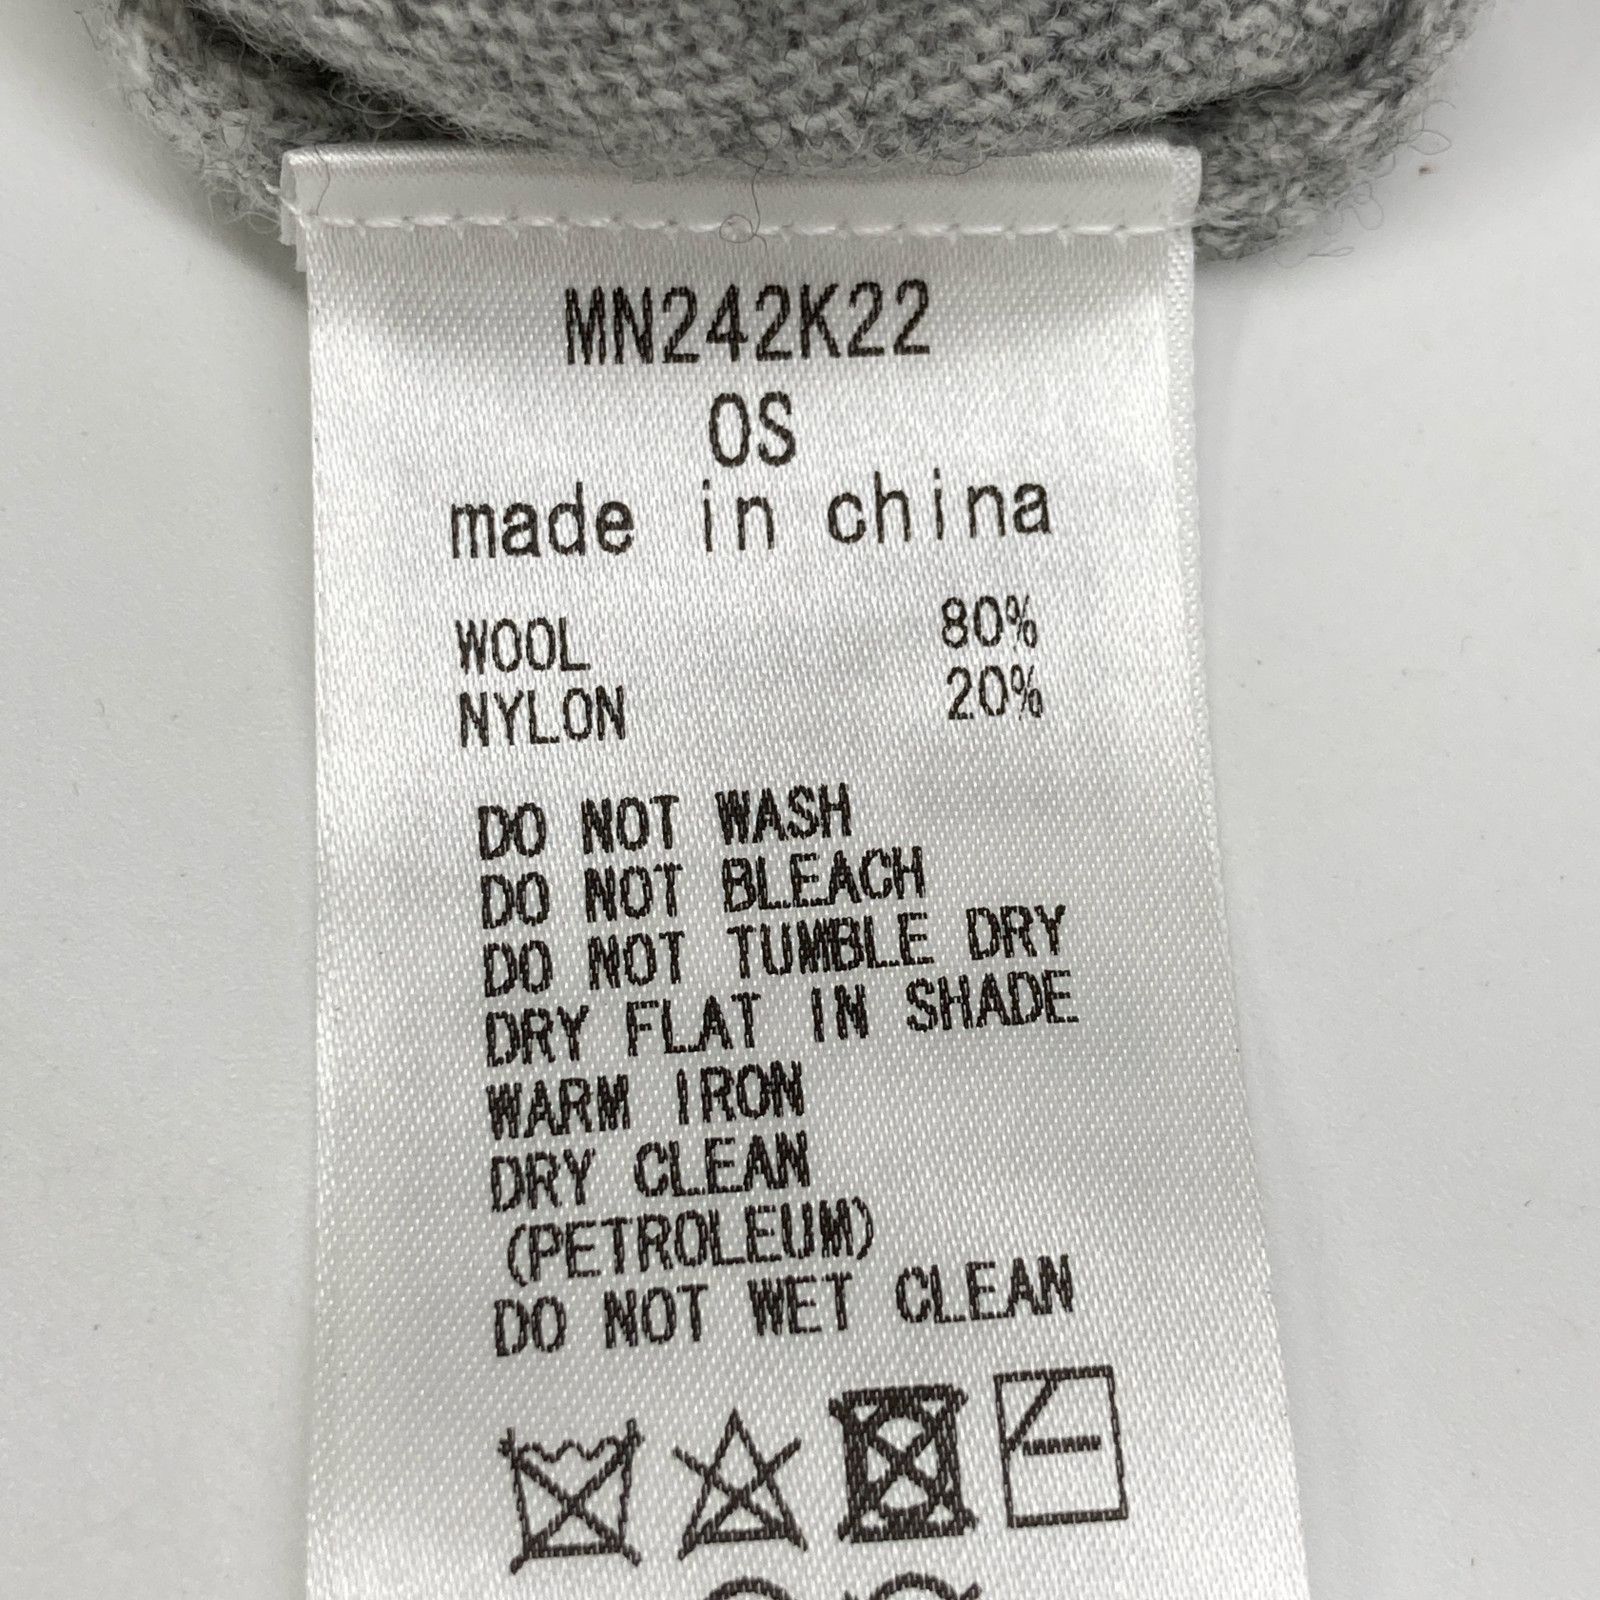 MN242K22
OS
made in china
WOOL 80%
NYLON 20%
DO NOT WASH
DO NOT BLEACH
DO NOT TUMBLE DRY
DRY FLAT IN SHADE
WARM IRON
DRY CLEAN
(PETROLEUM)
DO NOT WET CLEAN